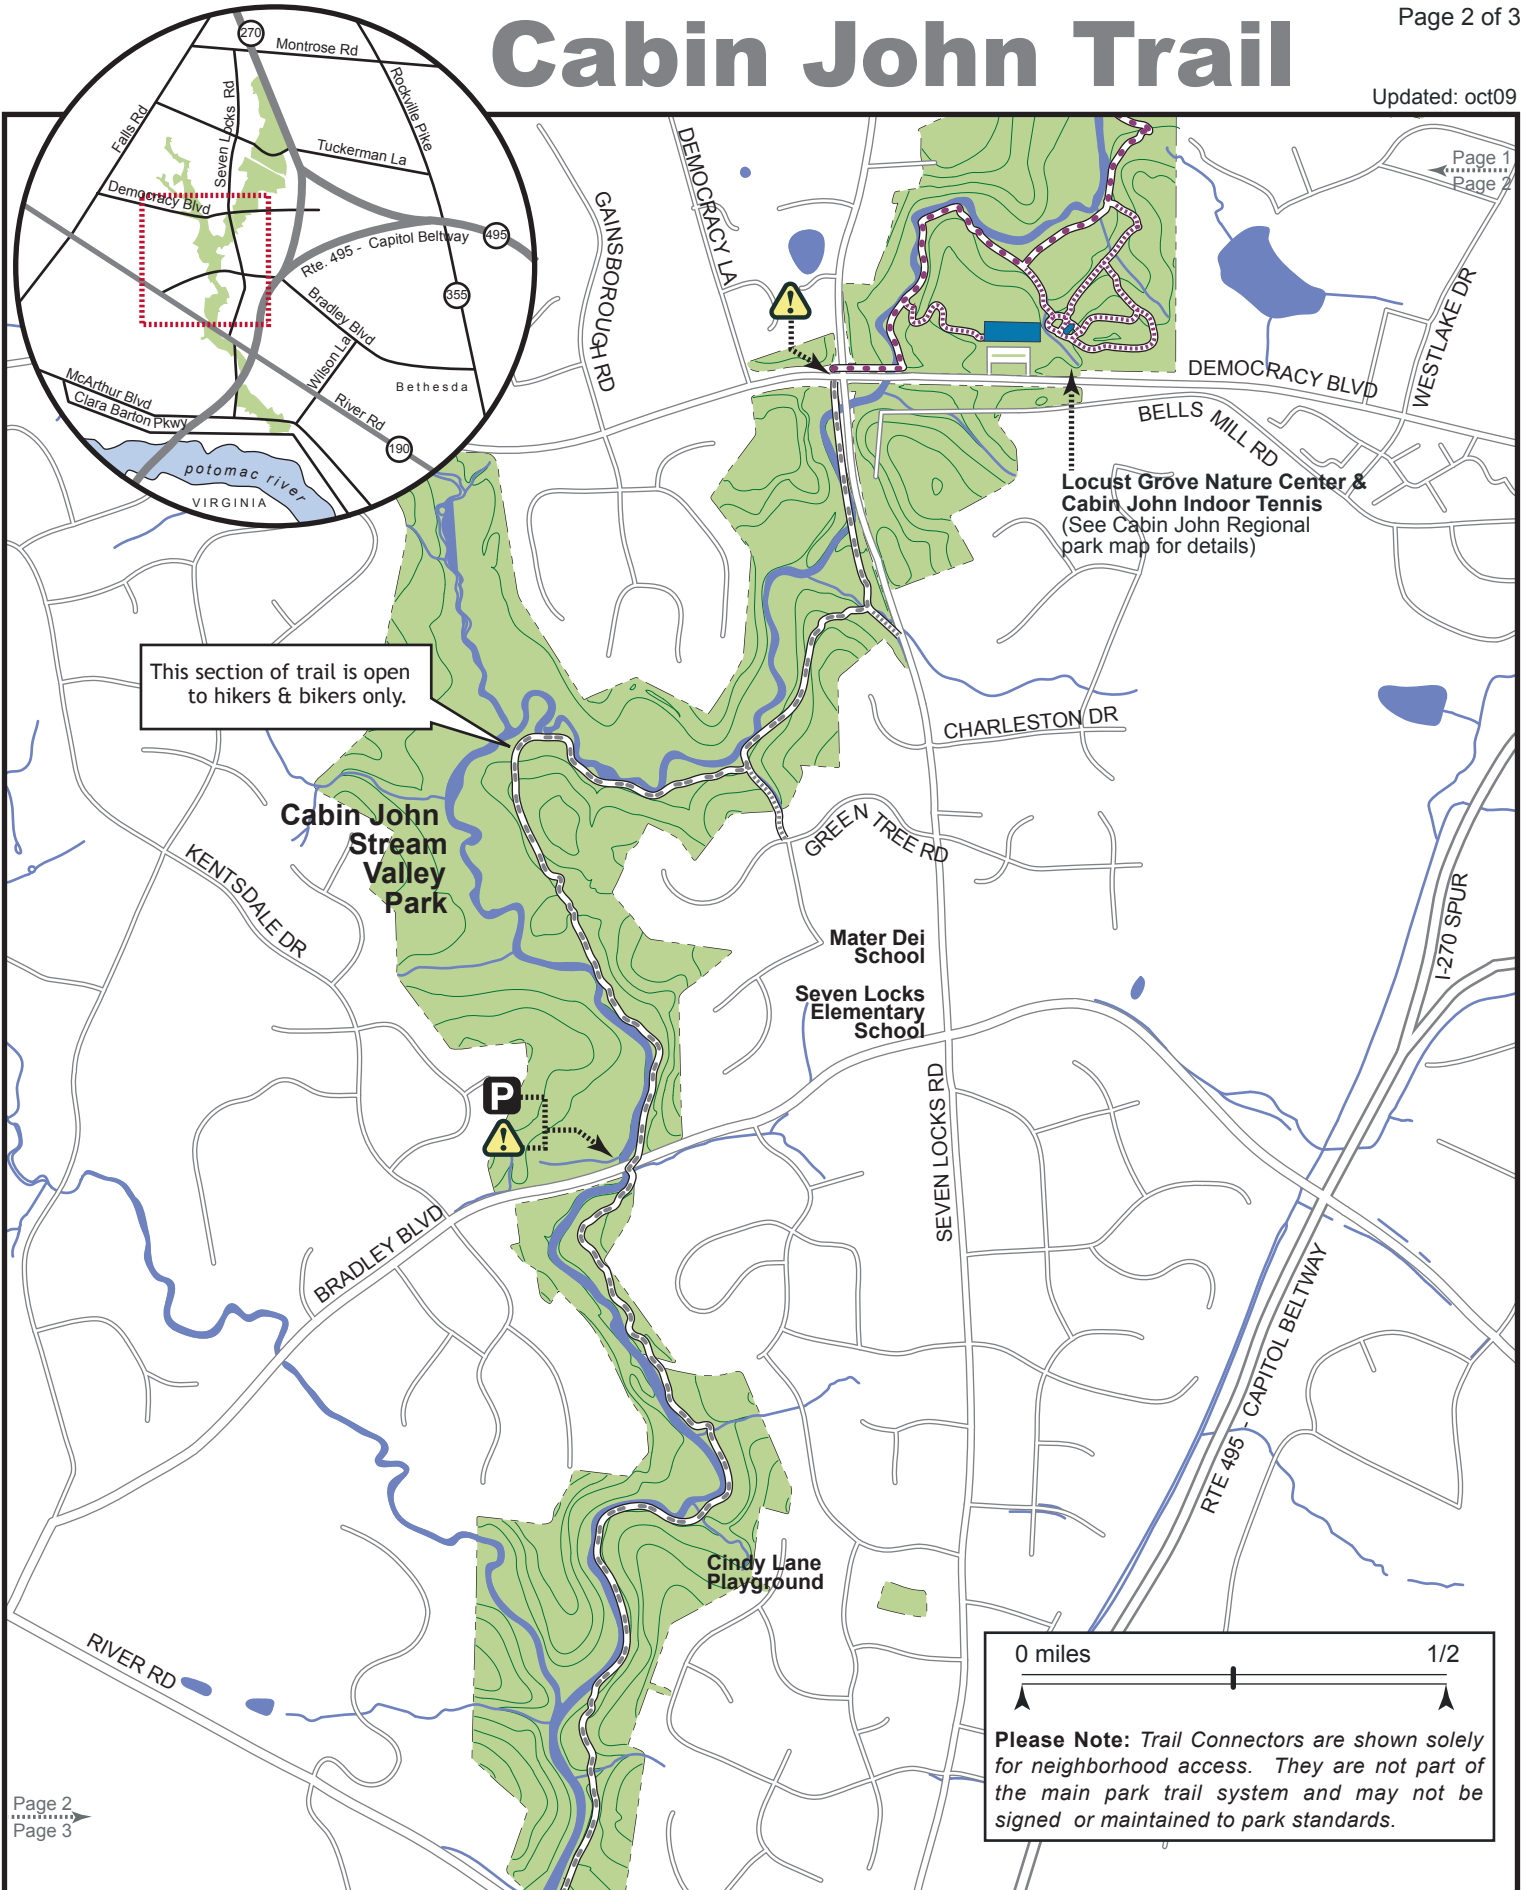 Cabin John Trail
Page 2 of 3
Updated: oct09
270
Montrose Rd
Falls Rd
Seven Locks Rd
Rockville Pike
Tuckerman La
Democracy Blvd
Rte. 495 - Capitol Beltway
495
355
Bradley Blvd
Wilson La
Bethesda
McArthur Blvd
Clara Barton Pkwy
River Rd
190
potomac river
VIRGINIA
Page 1
Page 2
DEMOCRACY LA
GAINSBOROUGH RD
WESTLAKE DR
DEMOCRACY BLVD
BELLS MILL RD
Locust Grove Nature Center &
Cabin John Indoor Tennis
(See Cabin John Regional
park map for details)
This section of trail is open
to hikers & bikers only.
CHARLESTON DR
Cabin John
Stream
Valley
Park
GREEN TREE RD
KENTSDALE DR
I-270 SPUR
Mater Dei
School
Seven Locks
Elementary
School
P
!
!
SEVEN LOCKS RD
BRADLEY BLVD
RTE 495 - CAPITOL BELTWAY
Cindy Lane
Playground
RIVER RD
0 miles
1/2
Please Note: Trail Connectors are shown solely
for neighborhood access. They are not part of
the main park trail system and may not be
signed or maintained to park standards.
Page 2
Page 3